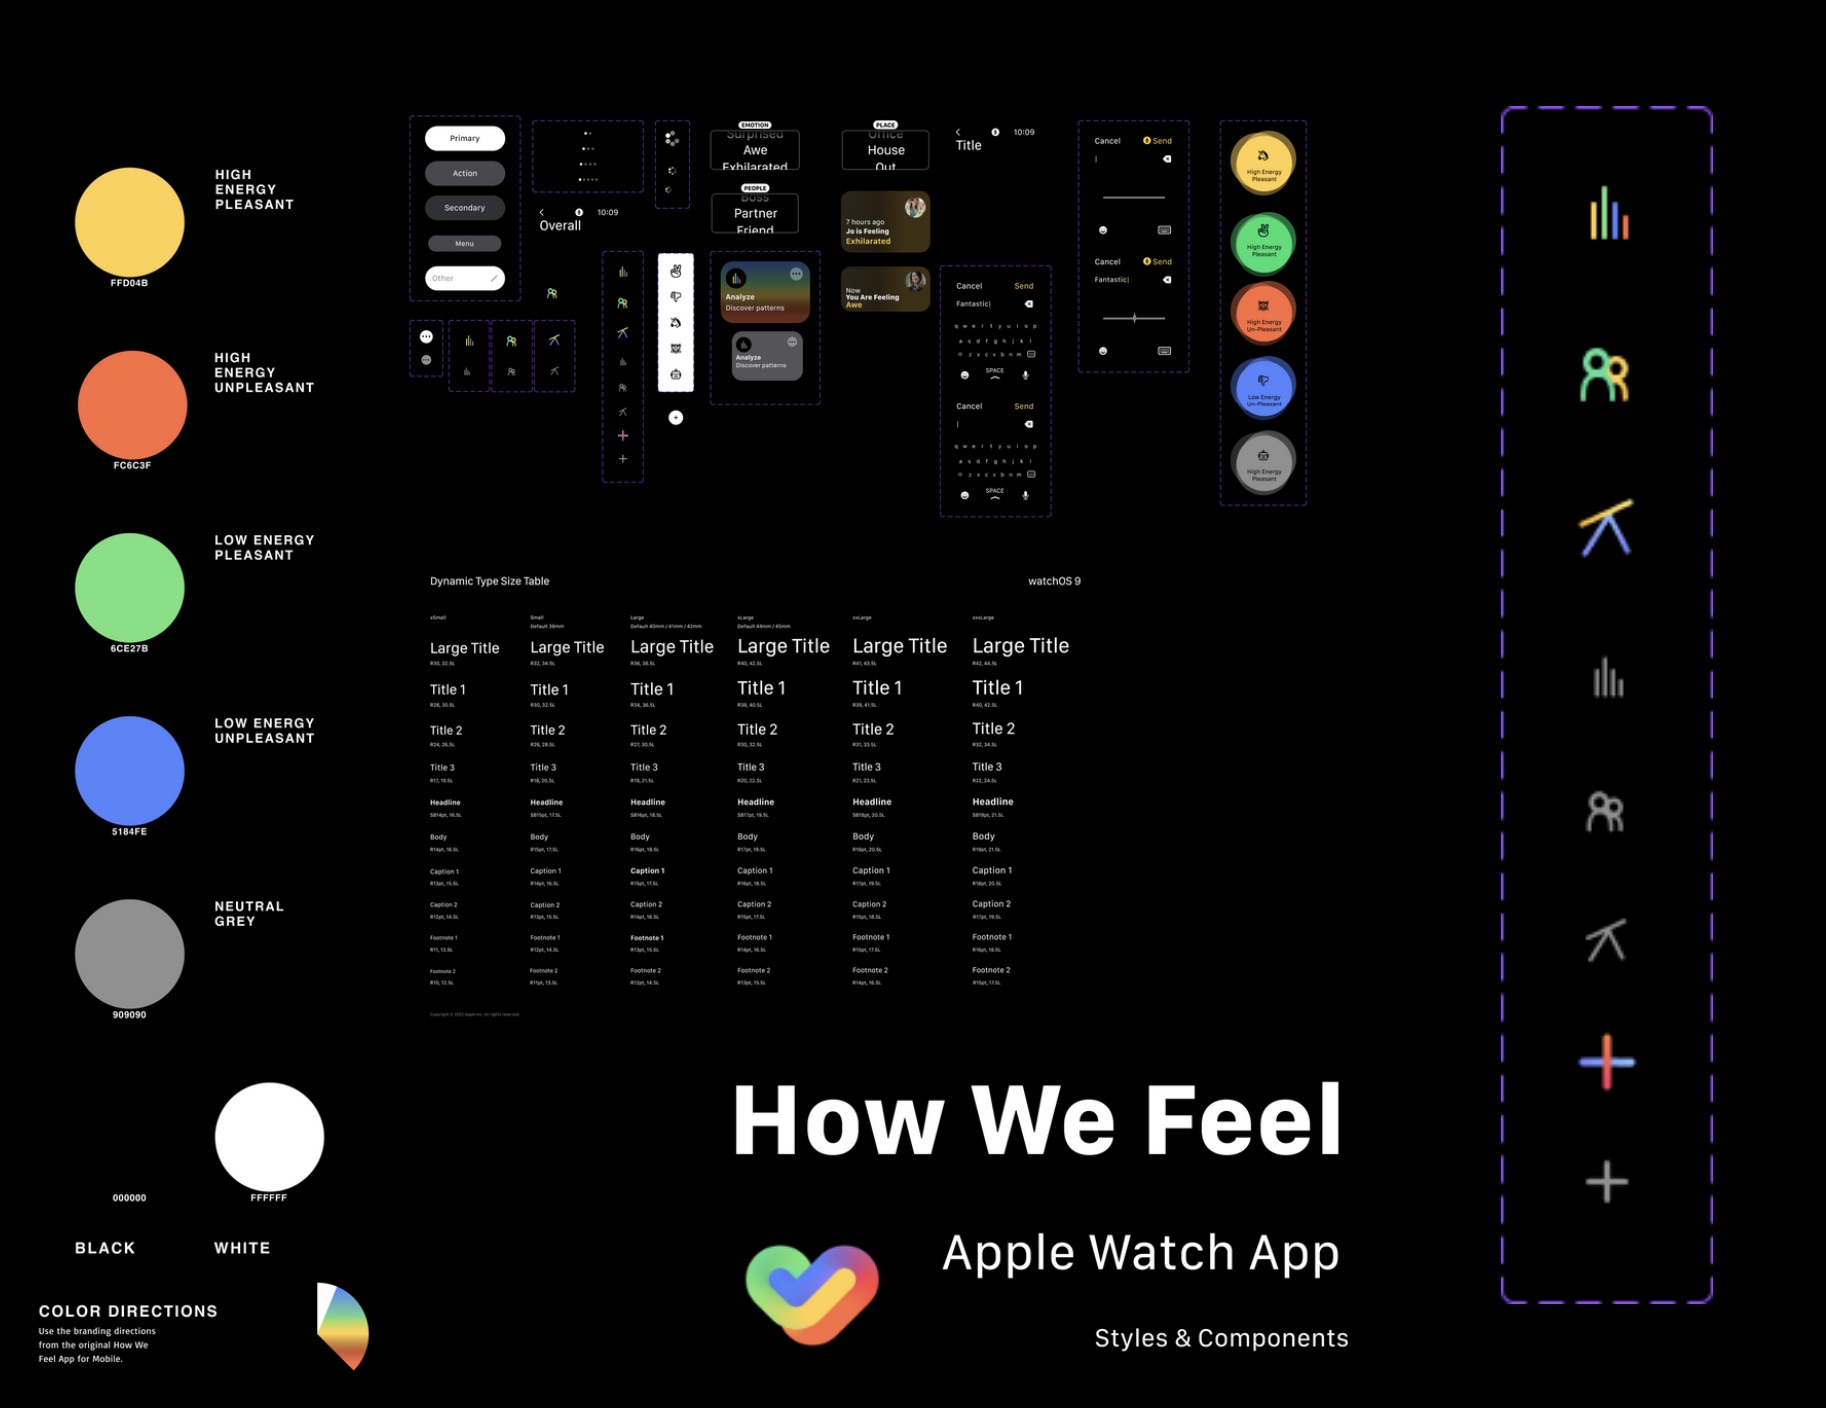 HIGH
ENERGY
PLEASANT
FFD04B
HIGH
ENERGY
UNPLEASANT
FC6C3F
LOW ENERGY
PLEASANT
6CE27B
LOW ENERGY
UNPLEASANT
5184FE
NEUTRAL
GREY
909090
000000
FFFFFF
BLACK
WHITE
COLOR DIRECTIONS
Use the branding directions
from the original How We
Feel App for Mobile.
Primary
Action
Secondary
Menu
Other
10:09
Overall
EMOTION
Surprised
Awe
Exhilarated
PEOPLE
Boss
Partner
Friend
Analyze
Discover patterns
Analyze
Discover patterns
PLACE
Office
House
Out
7 hours ago
Jo is Feeling
Exhilarated
Now
You Are Feeling
Awe
10:09
Title
Cancel Send
Fantastic
q w e r t y u i o p
a s d f g h j k l
z x c v b n m
SPACE
Cancel Send
q w e r t y u i o p
a s d f g h j k l
z x c v b n m
SPACE
Cancel Send
Cancel Send
Fantastic
High Energy
Pleasant
High Energy
Pleasant
High Energy
Un-Pleasant
Low Energy
Un-Pleasant
High Energy
Pleasant
Dynamic Type Size Table watchOS 9
xSmall Small Large xLarge xxLarge xxxLarge
Default 38mm Default 40mm / 41mm / 42mm Default 44mm / 45mm
Large Title Large Title Large Title Large Title Large Title Large Title
Title 1 Title 1 Title 1 Title 1 Title 1 Title 1
Title 2 Title 2 Title 2 Title 2 Title 2 Title 2
Title 3 Title 3 Title 3 Title 3 Title 3 Title 3
Headline Headline Headline Headline Headline Headline
Body Body Body Body Body Body
Caption 1 Caption 1 Caption 1 Caption 1 Caption 1 Caption 1
Caption 2 Caption 2 Caption 2 Caption 2 Caption 2 Caption 2
Footnote 1 Footnote 1 Footnote 1 Footnote 1 Footnote 1 Footnote 1
Footnote 2 Footnote 2 Footnote 2 Footnote 2 Footnote 2 Footnote 2
How We Feel
Apple Watch App
Styles & Components